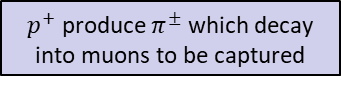 p⁺ produce π± which decay
into muons to be captured